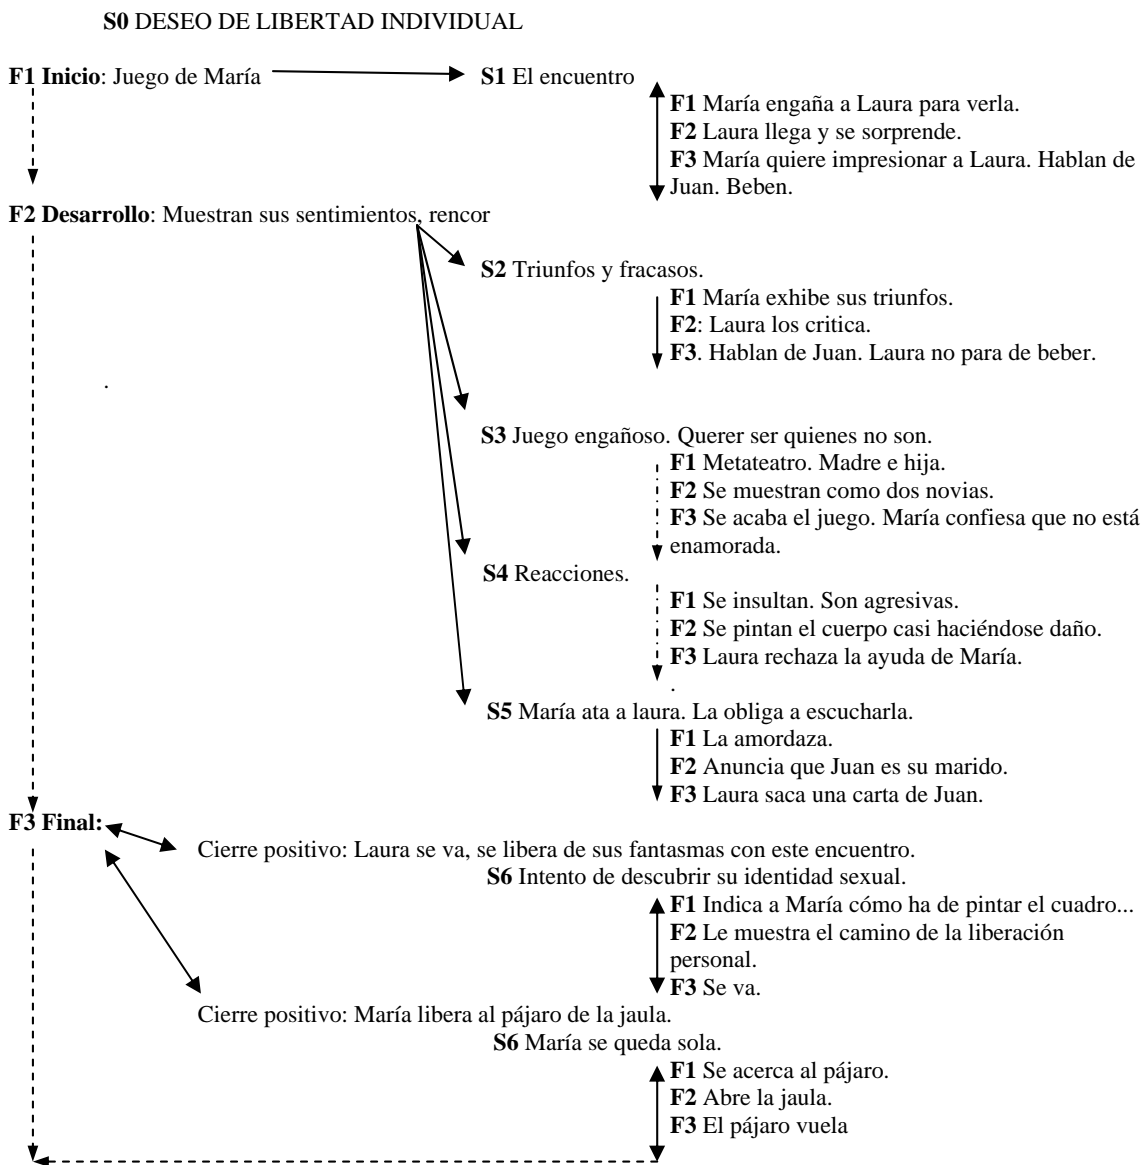 S0 DESEO DE LIBERTAD INDIVIDUAL
F1 Inicio: Juego de María
S1 El encuentro
F1 María engaña a Laura para verla.
F2 Laura llega y se sorprende.
F3 María quiere impresionar a Laura. Hablan de
Juan. Beben.
F2 Desarrollo: Muestran sus sentimientos, rencor
S2 Triunfos y fracasos.
F1 María exhibe sus triunfos.
F2: Laura los critica.
F3. Hablan de Juan. Laura no para de beber.
.
S3 Juego engañoso. Querer ser quienes no son.
F1 Metateatro. Madre e hija.
F2 Se muestran como dos novias.
F3 Se acaba el juego. María confiesa que no está
enamorada.
S4 Reacciones.
F1 Se insultan. Son agresivas.
F2 Se pintan el cuerpo casi haciéndose daño.
F3 Laura rechaza la ayuda de María.
.
S5 María ata a laura. La obliga a escucharla.
F1 La amordaza.
F2 Anuncia que Juan es su marido.
F3 Laura saca una carta de Juan.
F3 Final:
Cierre positivo: Laura se va, se libera de sus fantasmas con este encuentro.
S6 Intento de descubrir su identidad sexual.
F1 Indica a María cómo ha de pintar el cuadro...
F2 Le muestra el camino de la liberación
personal.
F3 Se va.
Cierre positivo: María libera al pájaro de la jaula.
S6 María se queda sola.
F1 Se acerca al pájaro.
F2 Abre la jaula.
F3 El pájaro vuela